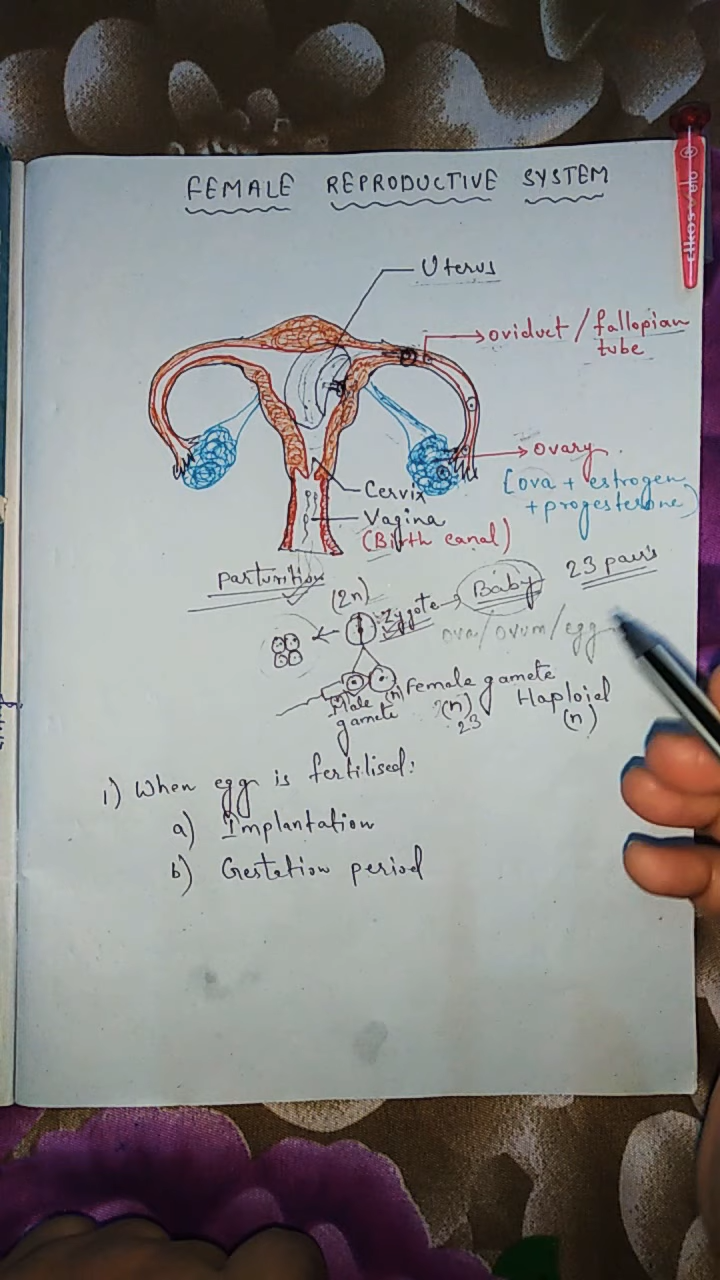 FEMALE REPRODUCTIVE SYSTEM
Uterus
oviduct / fallopian
tube
ovary
[ova + estrogen
+ progesterone]
Cervix
Vagina
(Birth canal)
parturition
(2n)
Zygote
Baby
23 pairs
ova/ovum/egg
Male
gamete
(n)
Female gamete
(n)
23
Haploid
(n)
1) When egg is fertilised:
a) Implantation
b) Gestation period
elkos velo